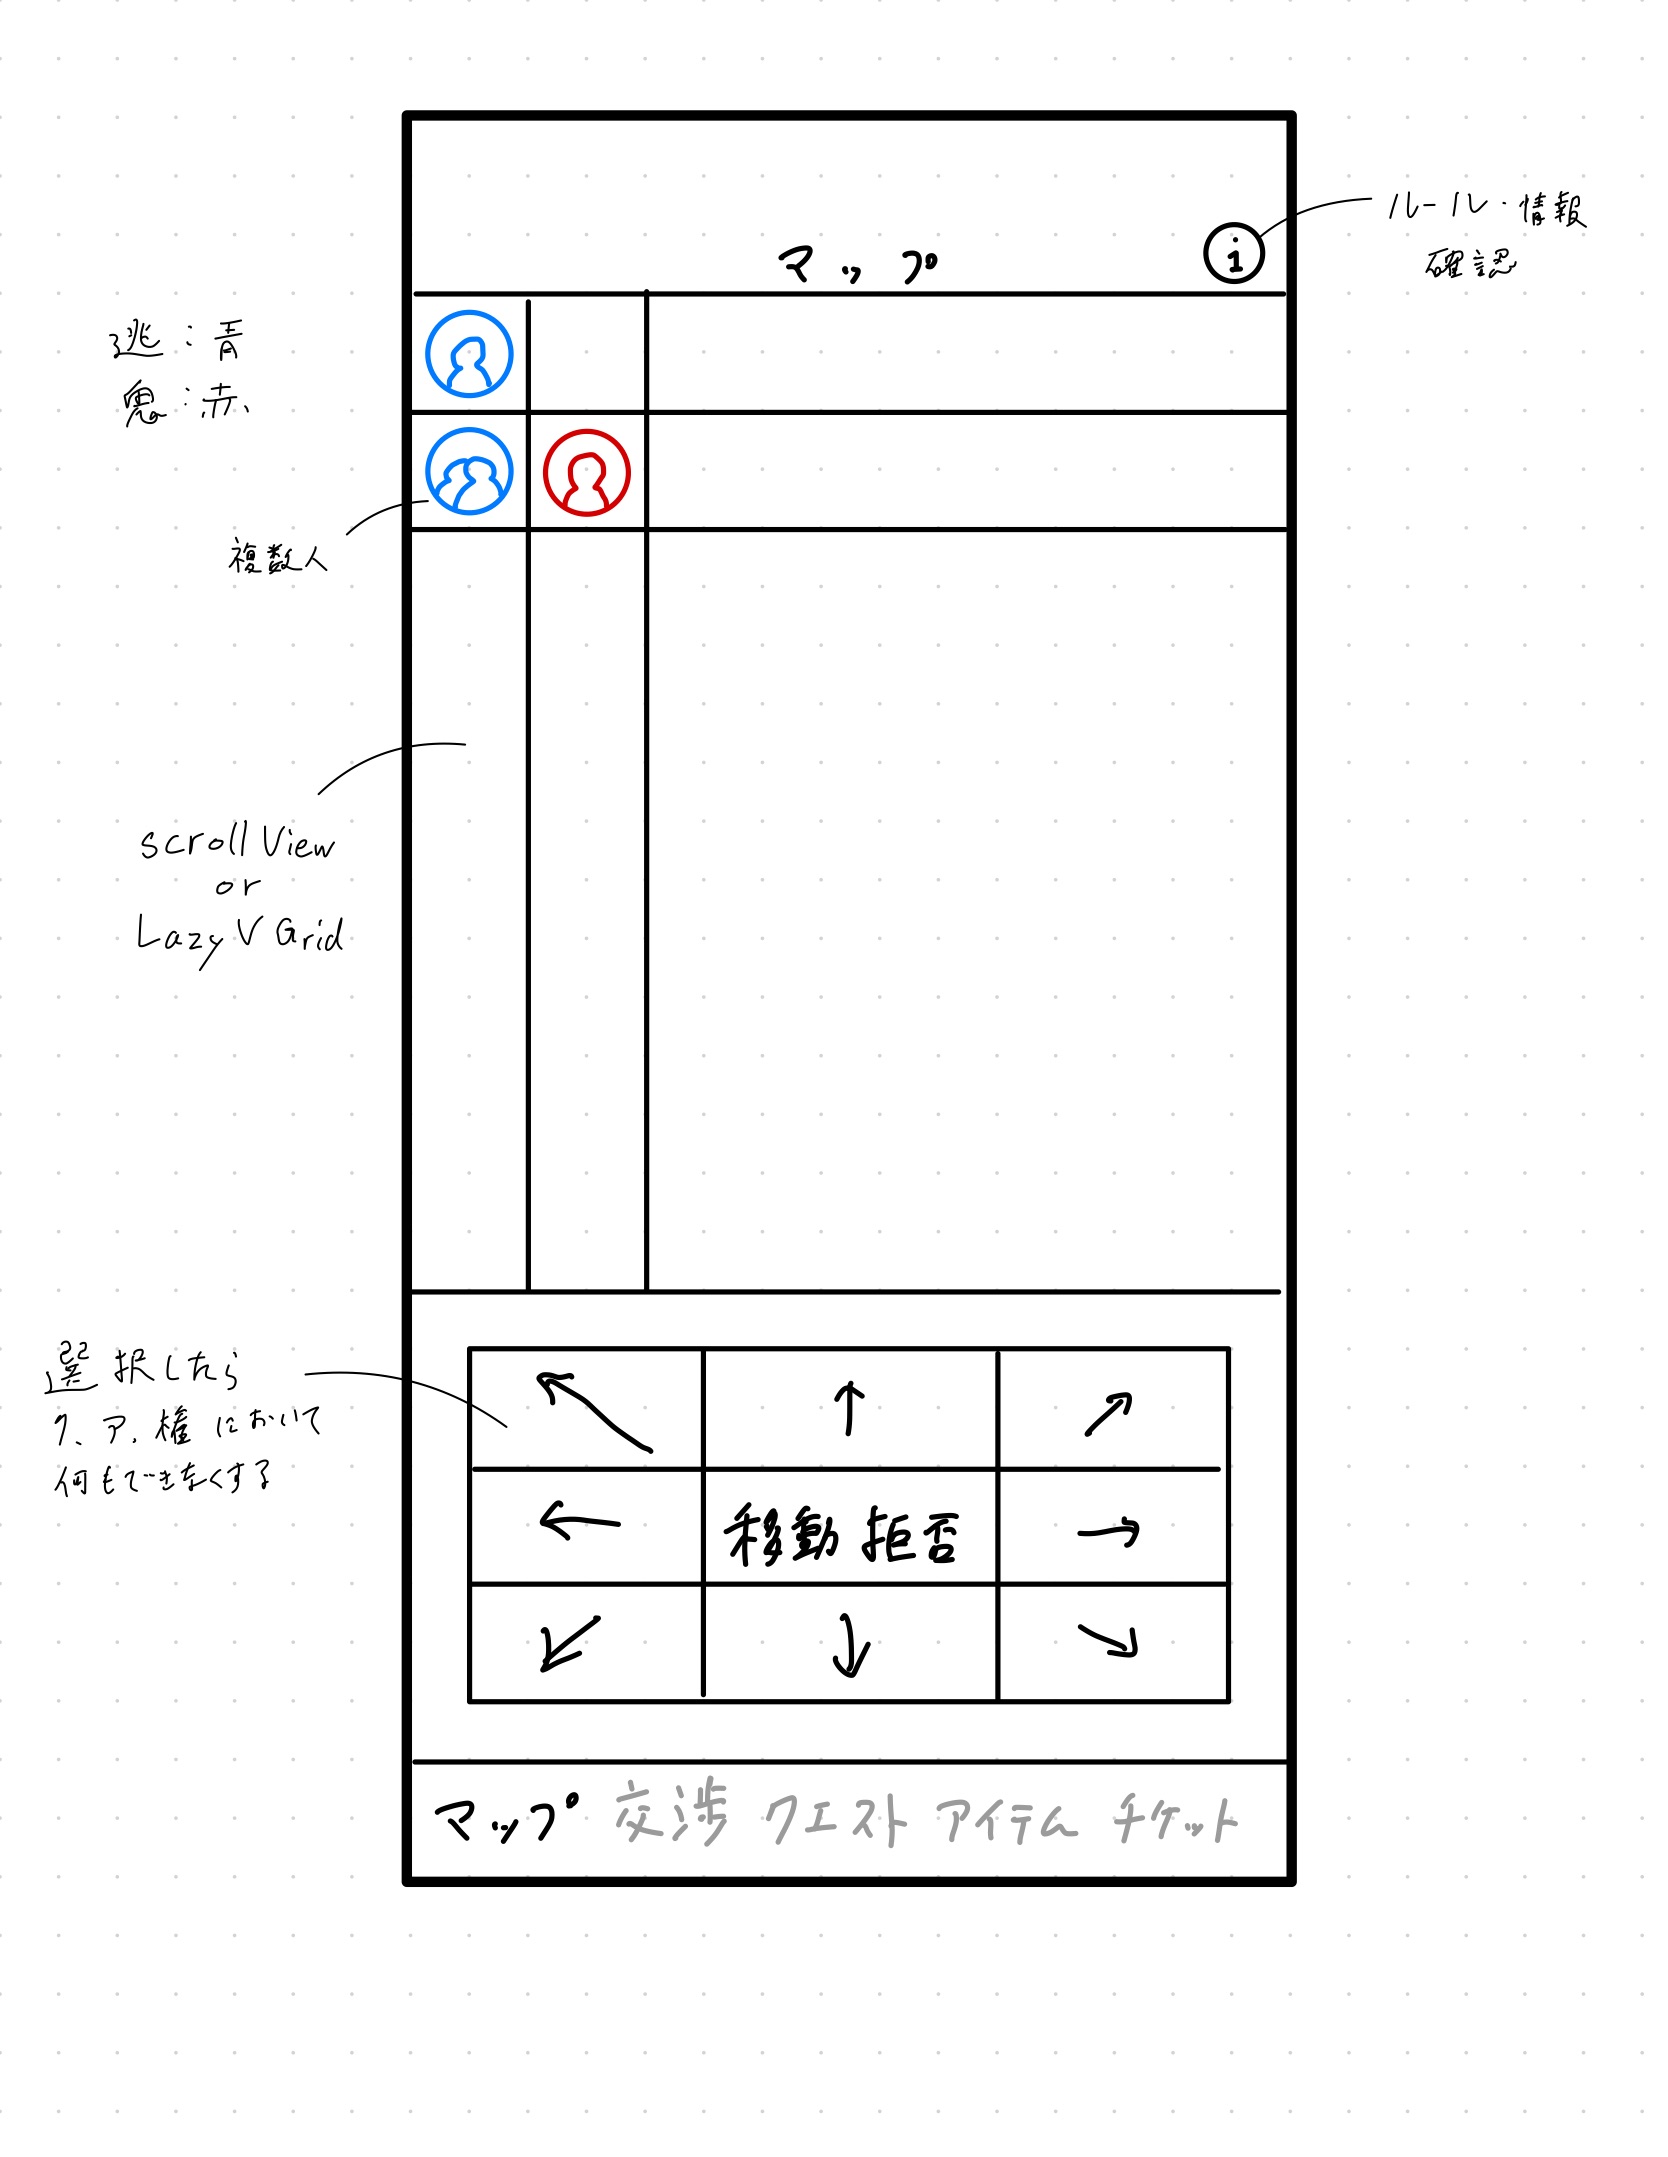 マップ
i
ルール・情報
確認
逃：青
鬼：赤
複数人
scroll View
or
Lazy V Grid
選択したら
ク、ア、権において
何もできなくする
↖ ↑ ↗
← 移動拒否 →
↙ ↓ ↘
マップ 交渉 クエスト アイテム チケット